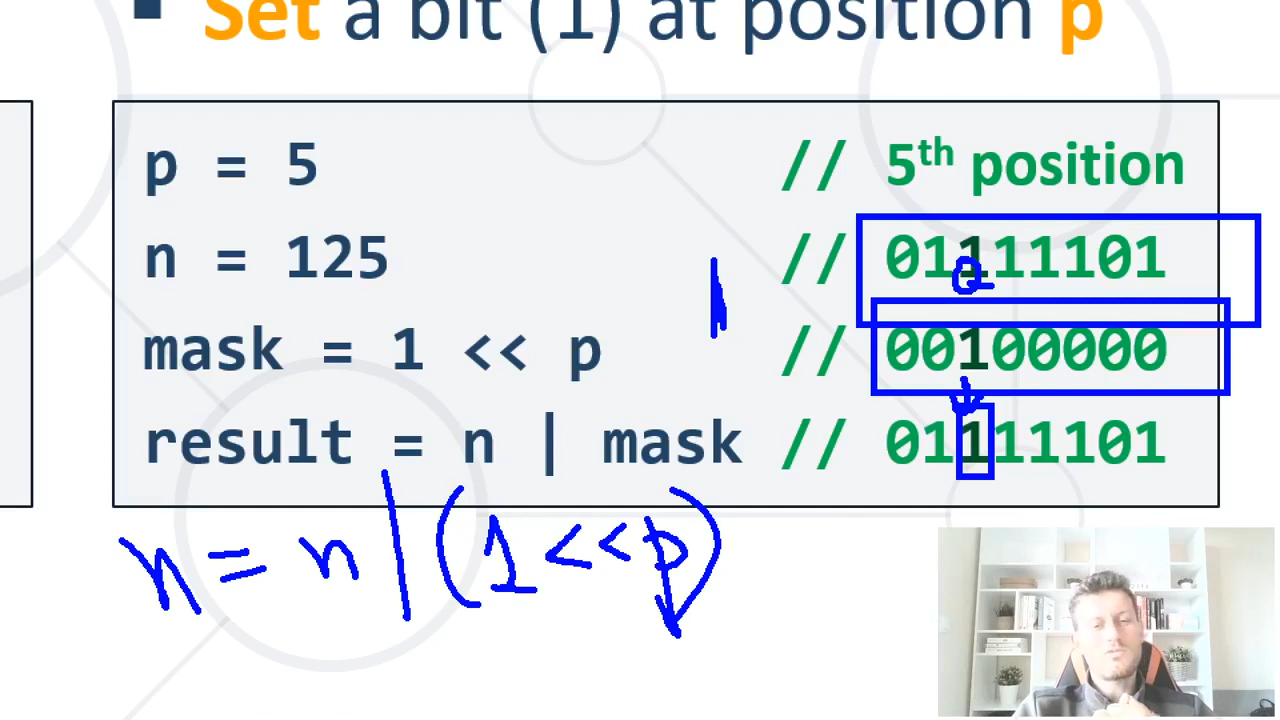 Set a bit (1) at position p
p = 5 // 5th position
n = 125 // 01111101
mask = 1 << p // 00100000
result = n | mask // 01111101
n = n | (1 << p)